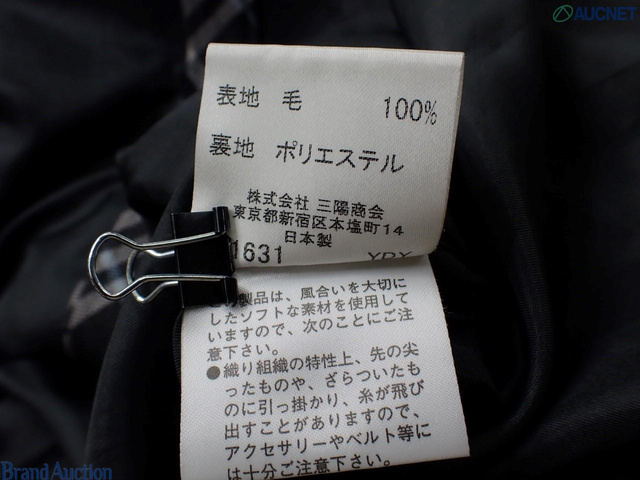 AUCNET
表地 毛 100%
裏地 ポリエステル
株式会社 三陽商会
東京都新宿区本塩町14
日本製
1631
製品は、風合いを大切に
したソフトな素材を使用して
いますので、次のことにご注
意下さい。
●織り組織の特性上、先の尖
ったものや、ざらついたもの
のに引っ掛かり、糸が飛び
出すことがありますので、
アクセサリーやベルト等に
は十分ご注意下さい。
Brand Auction